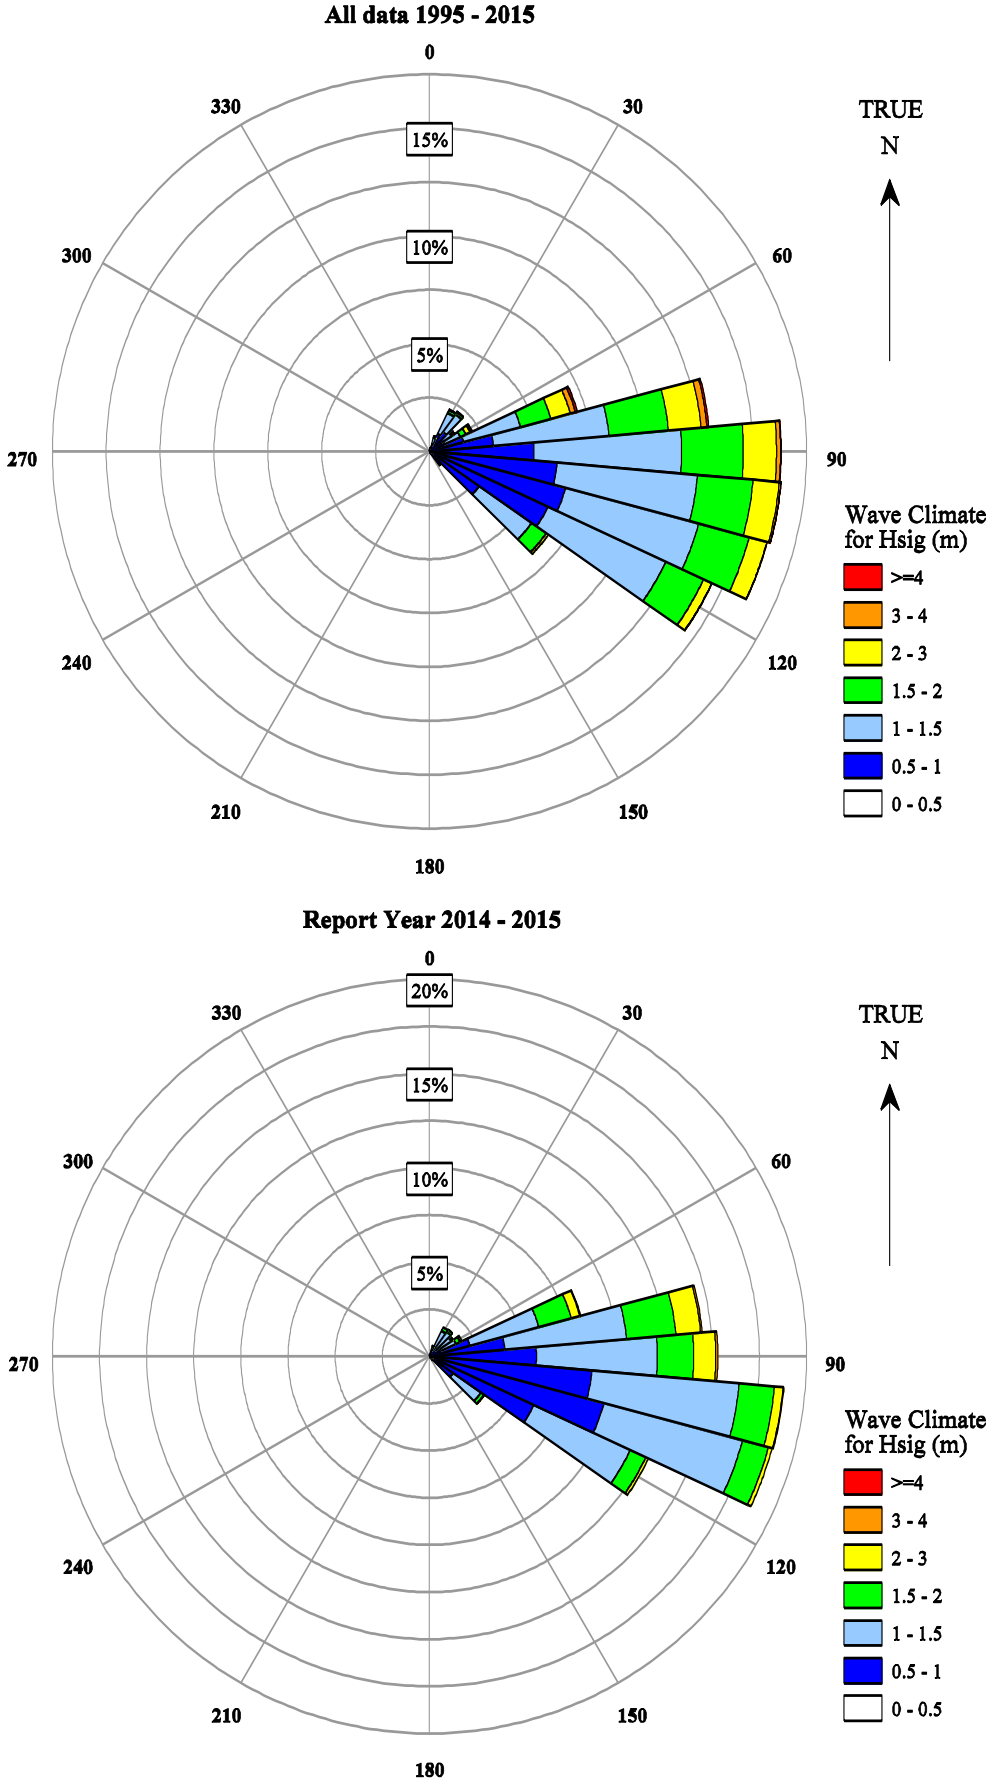 All data 1995 - 2015
0
330
30
15%
TRUE
N
10%
300
60
5%
270
90
Wave Climate
for Hsig (m)
>=4
3 - 4
2 - 3
1.5 - 2
1 - 1.5
0.5 - 1
0 - 0.5
240
120
210
150
180
Report Year 2014 - 2015
0
20%
330
30
TRUE
N
15%
300
60
10%
5%
270
90
Wave Climate
for Hsig (m)
>=4
3 - 4
2 - 3
1.5 - 2
1 - 1.5
0.5 - 1
0 - 0.5
240
120
210
150
180